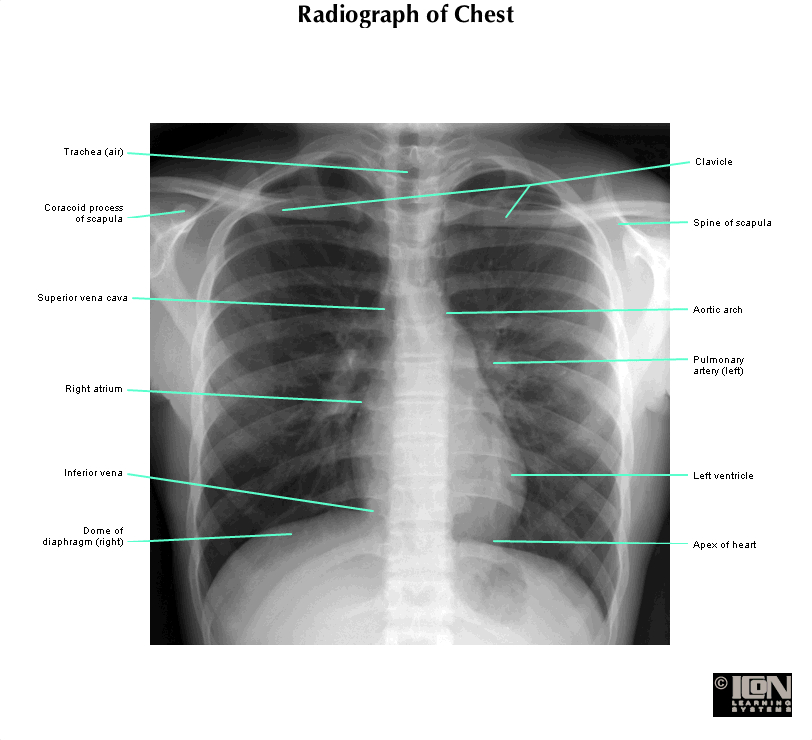 Radiograph of Chest
Trachea (air)
Clavicle
Coracoid process
of scapula
Spine of scapula
Superior vena cava
Aortic arch
Pulmonary
artery (left)
Right atrium
Inferior vena
Left ventricle
Dome of
diaphragm (right)
Apex of heart
© ICON
LEARNING
SYSTEMS